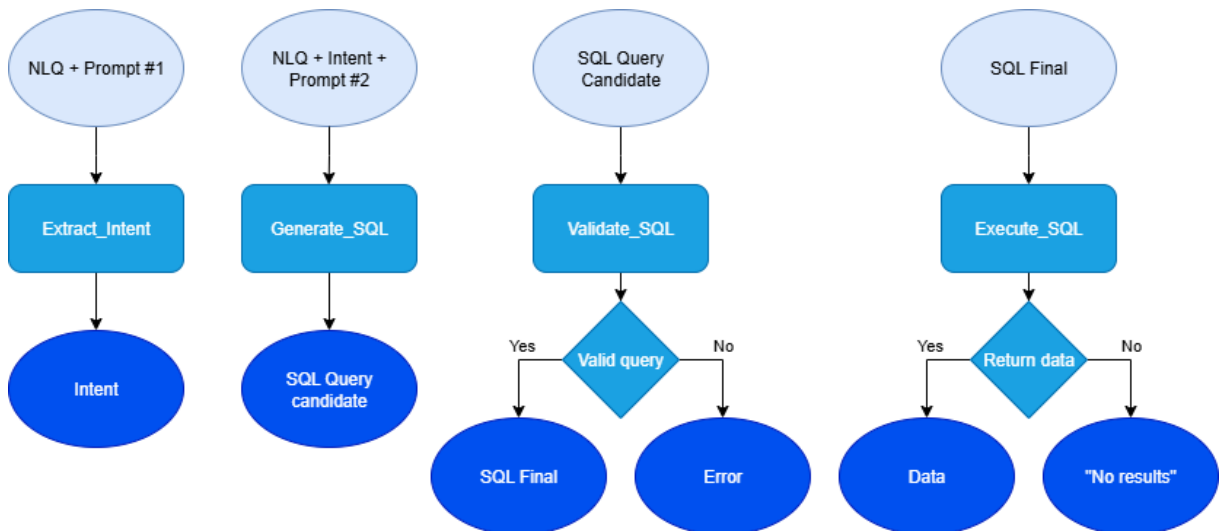 NLQ + Prompt #1
NLQ + Intent +
Prompt #2
SQL Query
Candidate
SQL Final
Extract_Intent
Generate_SQL
Validate_SQL
Execute_SQL
Yes
Valid query
No
Yes
Return data
No
Intent
SQL Query
candidate
SQL Final
Error
Data
"No results"